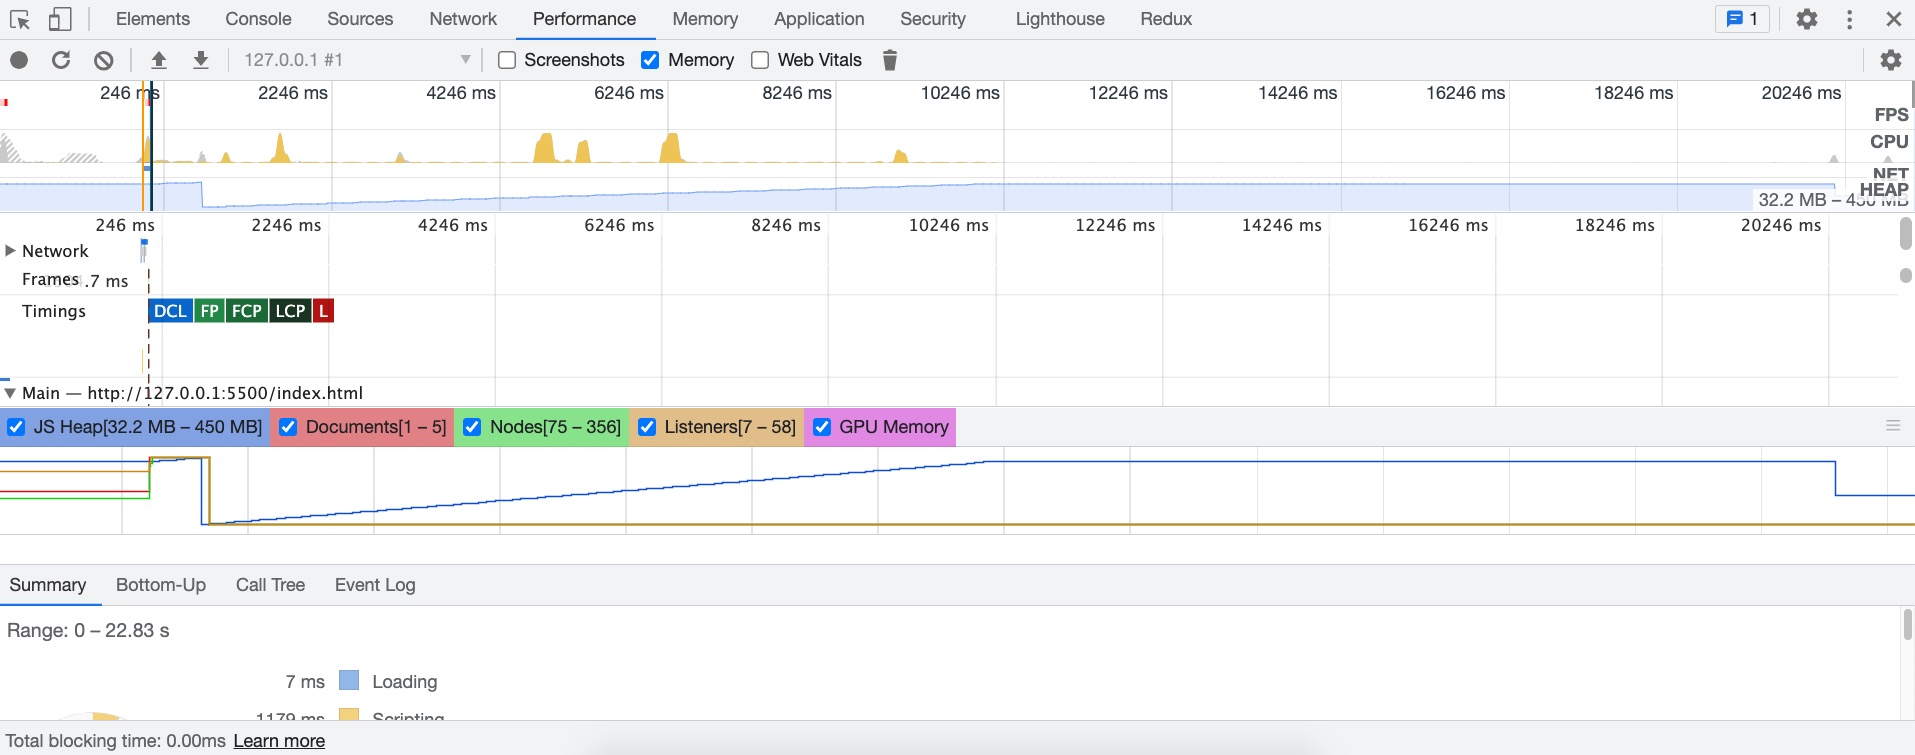 Elements Console Sources Network Performance Memory Application Security Lighthouse Redux 1
127.0.0.1 #1 Screenshots Memory Web Vitals
246 ms 2246 ms 4246 ms 6246 ms 8246 ms 10246 ms 12246 ms 14246 ms 16246 ms 18246 ms 20246 ms
FPS
CPU
NET
HEAP
32.2 MB – 450 MB
246 ms 2246 ms 4246 ms 6246 ms 8246 ms 10246 ms 12246 ms 14246 ms 16246 ms 18246 ms 20246 ms
Network
Frames .7 ms
Timings DCL FP FCP LCP L
Main — http://127.0.0.1:5500/index.html
JS Heap[32.2 MB – 450 MB] Documents[1 – 5] Nodes[75 – 356] Listeners[7 – 58] GPU Memory
Summary Bottom-Up Call Tree Event Log
Range: 0 – 22.83 s
7 ms Loading
1179 ms Scripting
Total blocking time: 0.00ms Learn more